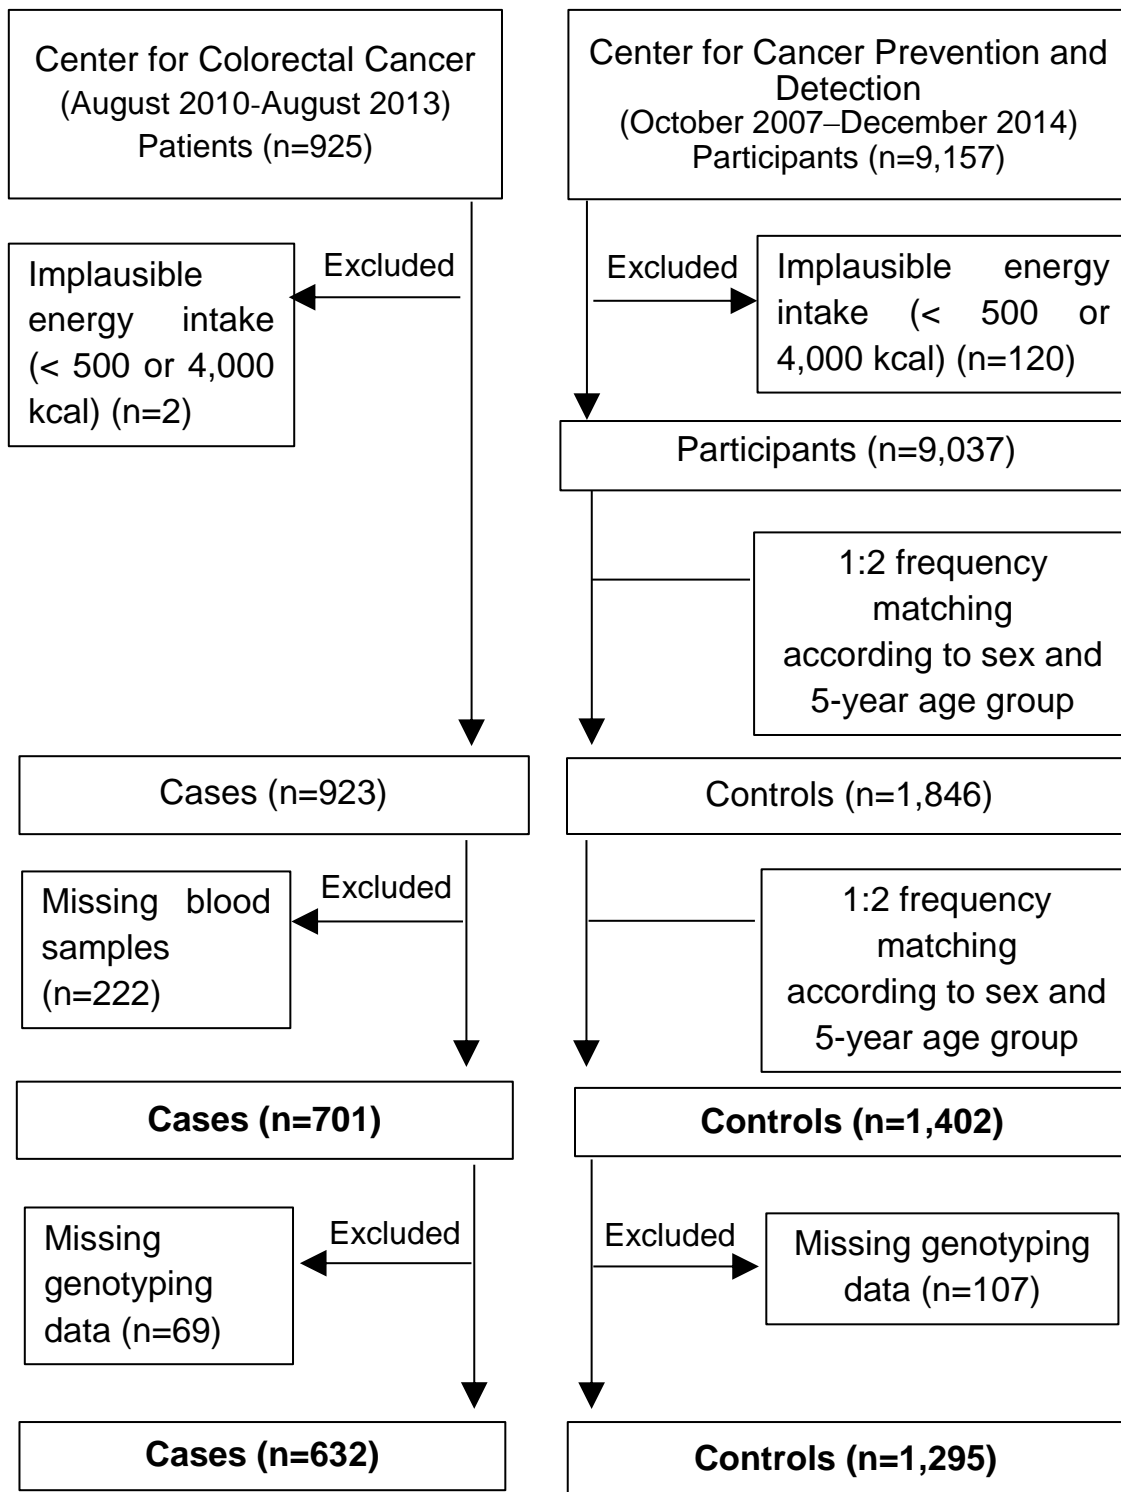 Center for Colorectal Cancer
(August 2010-August 2013)
Patients (n=925)
Center for Cancer Prevention and
Detection
(October 2007–December 2014)
Participants (n=9,157)
Excluded
Implausible
energy intake
(< 500 or 4,000
kcal) (n=2)
Excluded
Implausible energy
intake (< 500 or
4,000 kcal) (n=120)
Participants (n=9,037)
1:2 frequency
matching
according to sex and
5-year age group
Cases (n=923)
Controls (n=1,846)
Excluded
Missing blood
samples
(n=222)
1:2 frequency
matching
according to sex and
5-year age group
Cases (n=701)
Controls (n=1,402)
Excluded
Missing
genotyping
data (n=69)
Excluded
Missing genotyping
data (n=107)
Cases (n=632)
Controls (n=1,295)